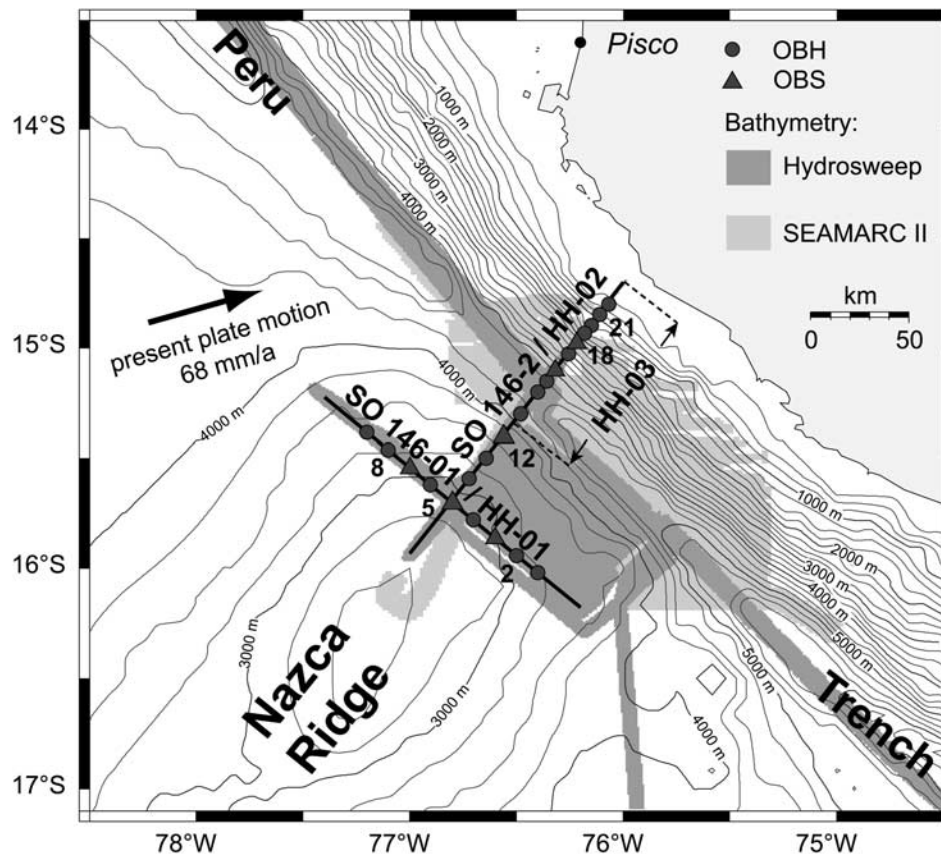 Peru
Pisco
OBH
OBS
Bathymetry:
Hydrosweep
SEAMARC II
km
0 50
1000 m
2000 m
3000 m
4000 m
14°S
present plate motion
68 mm/a
4000 m
4000 m
SO 146-2 / HH-02
21
18
HH-03
12
15°S
SO 146-01 / HH-01
8
5
2
1000 m
2000 m
3000 m
4000 m
5000 m
16°S
3000 m
Nazca
Ridge
3000 m
5000 m
4000 m
Trench
17°S
78°W 77°W 76°W 75°W